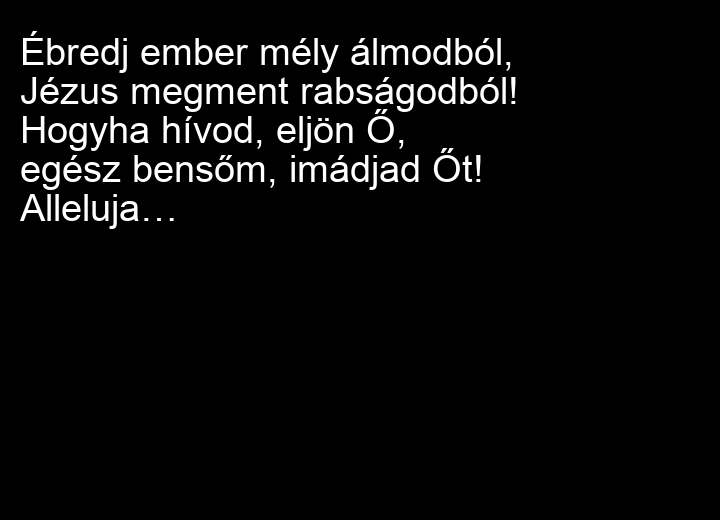 Ébredj ember mély álmodból,
Jézus megment rabságodból!
Hogyha hívod, eljön Ő,
egész bensőm, imádjad Őt!
Alleluja…